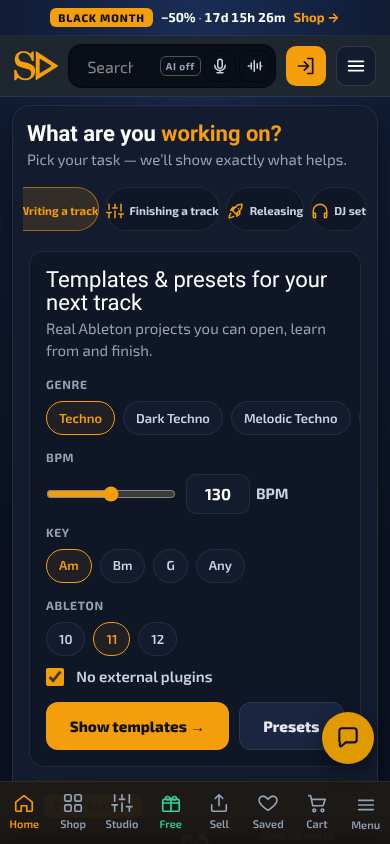 BLACK MONTH −50% · 17d 15h 26m Shop →
SD Search AI off
What are you working on?
Pick your task — we'll show exactly what helps.
Writing a track Finishing a track Releasing DJ set
Templates & presets for your
next track
Real Ableton projects you can open, learn
from and finish.
GENRE
Techno Dark Techno Melodic Techno
BPM
130 BPM
KEY
Am Bm G Any
ABLETON
10 11 12
No external plugins
Show templates → Presets
Home Shop Studio Free Sell Saved Cart Menu